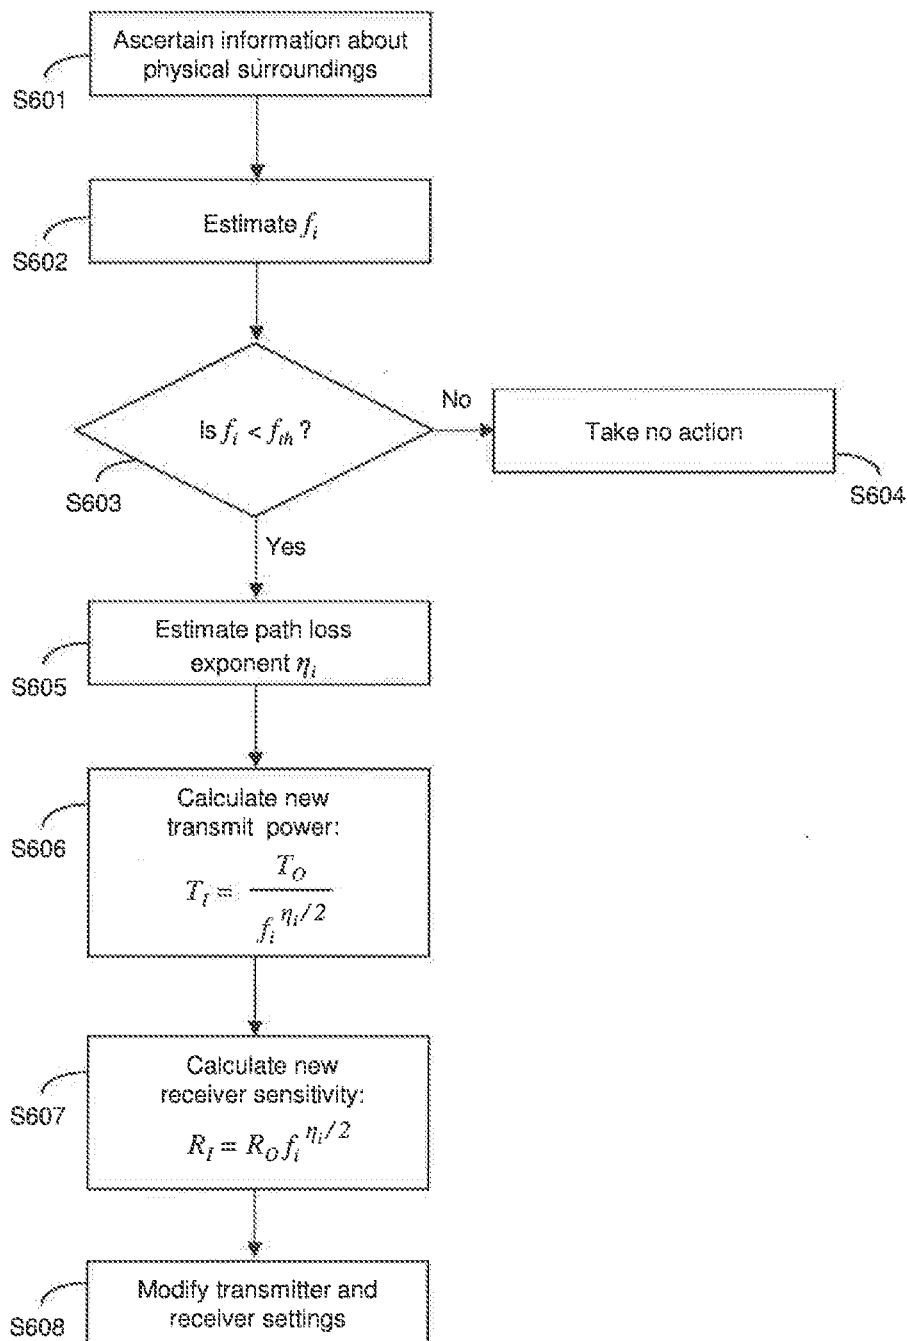 Ascertain information about
physical surroundings
S601
Estimate f_i
S602
Is f_i < f_th ?
No
Take no action
S603
S604
Yes
Estimate path loss
exponent η_i
S605
Calculate new
transmit power:
S606
T_I = T_O / f_i^{η_i/2}
Calculate new
receiver sensitivity:
S607
R_I = R_O f_i^{η_i/2}
Modify transmitter and
receiver settings
S608